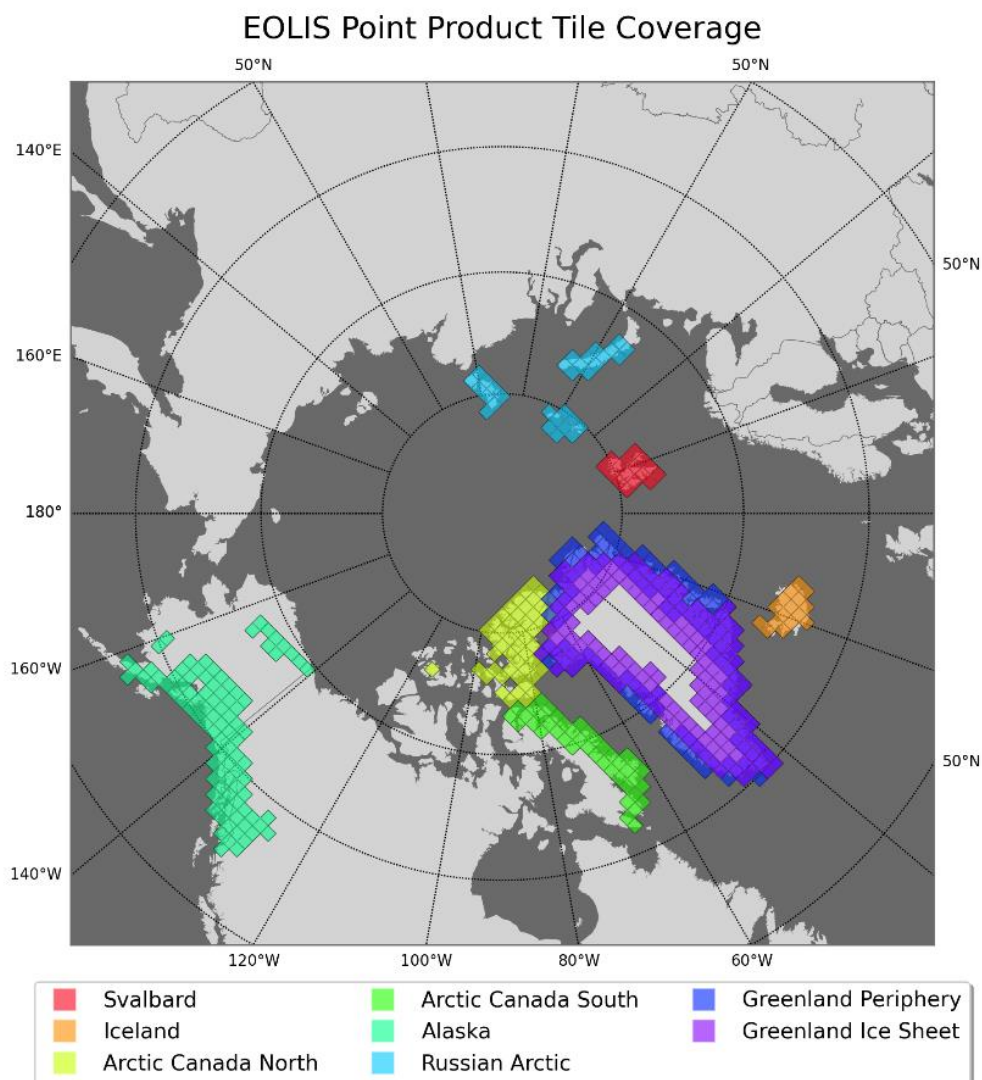 EOLIS Point Product Tile Coverage
50°N 50°N
140°E
50°N
160°E
180°
160°W
50°N
140°W
120°W 100°W 80°W 60°W
Svalbard Arctic Canada South Greenland Periphery
Iceland Alaska Greenland Ice Sheet
Arctic Canada North Russian Arctic